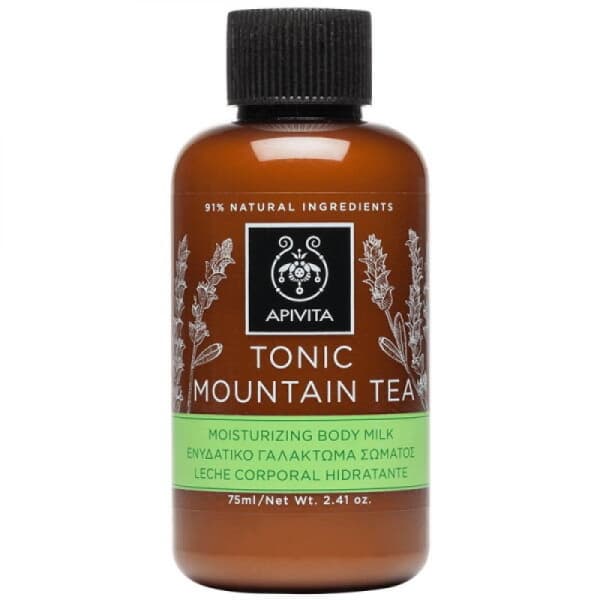 91% NATURAL INGREDIENTS
APIVITA
TONIC
MOUNTAIN TEA
MOISTURIZING BODY MILK
ΕΝΥΔΑΤΙΚΟ ΓΑΛΑΚΤΩΜΑ ΣΩΜΑΤΟΣ
LECHE CORPORAL HIDRATANTE
75ml/Net Wt. 2.41 oz.